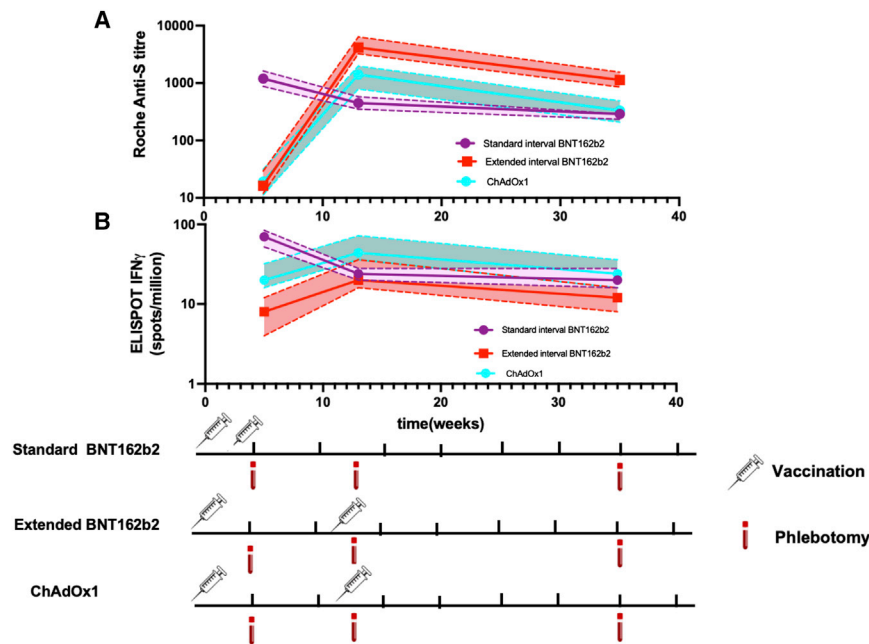 A
Roche Anti-S titre
10000
1000
100
10
0
10
20
30
40
Standard interval BNT162b2
Extended interval BNT162b2
ChAdOx1
B
ELISPOT IFNγ
(spots/million)
100
10
1
0
10
20
30
40
Standard interval BNT162b2
Extended interval BNT162b2
ChAdOx1
time(weeks)
Standard BNT162b2
Extended BNT162b2
ChAdOx1
Vaccination
Phlebotomy